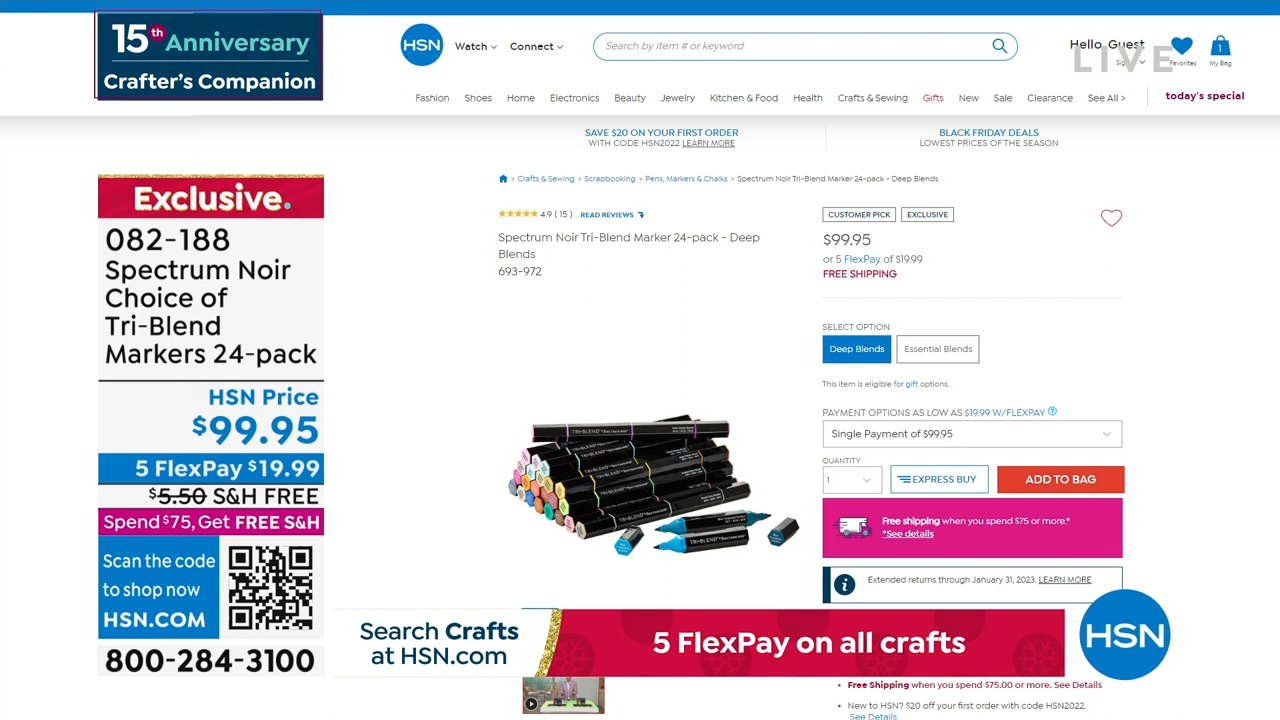 15th Anniversary
Crafter's Companion
HSN
Watch
Connect
Search by item # or keyword
Hello, Guest
LIVE
Favorites
1
My Bag
Fashion
Shoes
Home
Electronics
Beauty
Jewelry
Kitchen & Food
Health
Crafts & Sewing
Gifts
New
Sale
Clearance
See All >
today's special
SAVE $20 ON YOUR FIRST ORDER
WITH CODE HSN2022 LEARN MORE
BLACK FRIDAY DEALS
LOWEST PRICES OF THE SEASON
> Crafts & Sewing > Scrapbooking > Pens, Markers & Chalks > Spectrum Noir Tri-Blend Marker 24-pack - Deep Blends
Exclusive.
082-188
Spectrum Noir
Choice of
Tri-Blend
Markers 24-pack
HSN Price
$99.95
5 FlexPay $19.99
$5.50 S&H FREE
Spend $75, Get FREE S&H
Scan the code
to shop now
HSN.COM
800-284-3100
4.9 ( 15 ) READ REVIEWS
Spectrum Noir Tri-Blend Marker 24-pack - Deep
Blends
693-972
TRI-BLEND
TRI-BLEND
CUSTOMER PICK
EXCLUSIVE
$99.95
or 5 FlexPay of $19.99
FREE SHIPPING
SELECT OPTION
Deep Blends
Essential Blends
This item is eligible for gift options.
PAYMENT OPTIONS AS LOW AS $19.99 W/FLEXPAY ?
Single Payment of $99.95
QUANTITY
1
EXPRESS BUY
ADD TO BAG
Free shipping when you spend $75 or more.*
*See details
i
Extended returns through January 31, 2023. LEARN MORE
Search Crafts
at HSN.com
5 FlexPay on all crafts
HSN
Free Shipping when you spend $75.00 or more. See Details
New to HSN? $20 off your first order with code HSN2022.
See Details